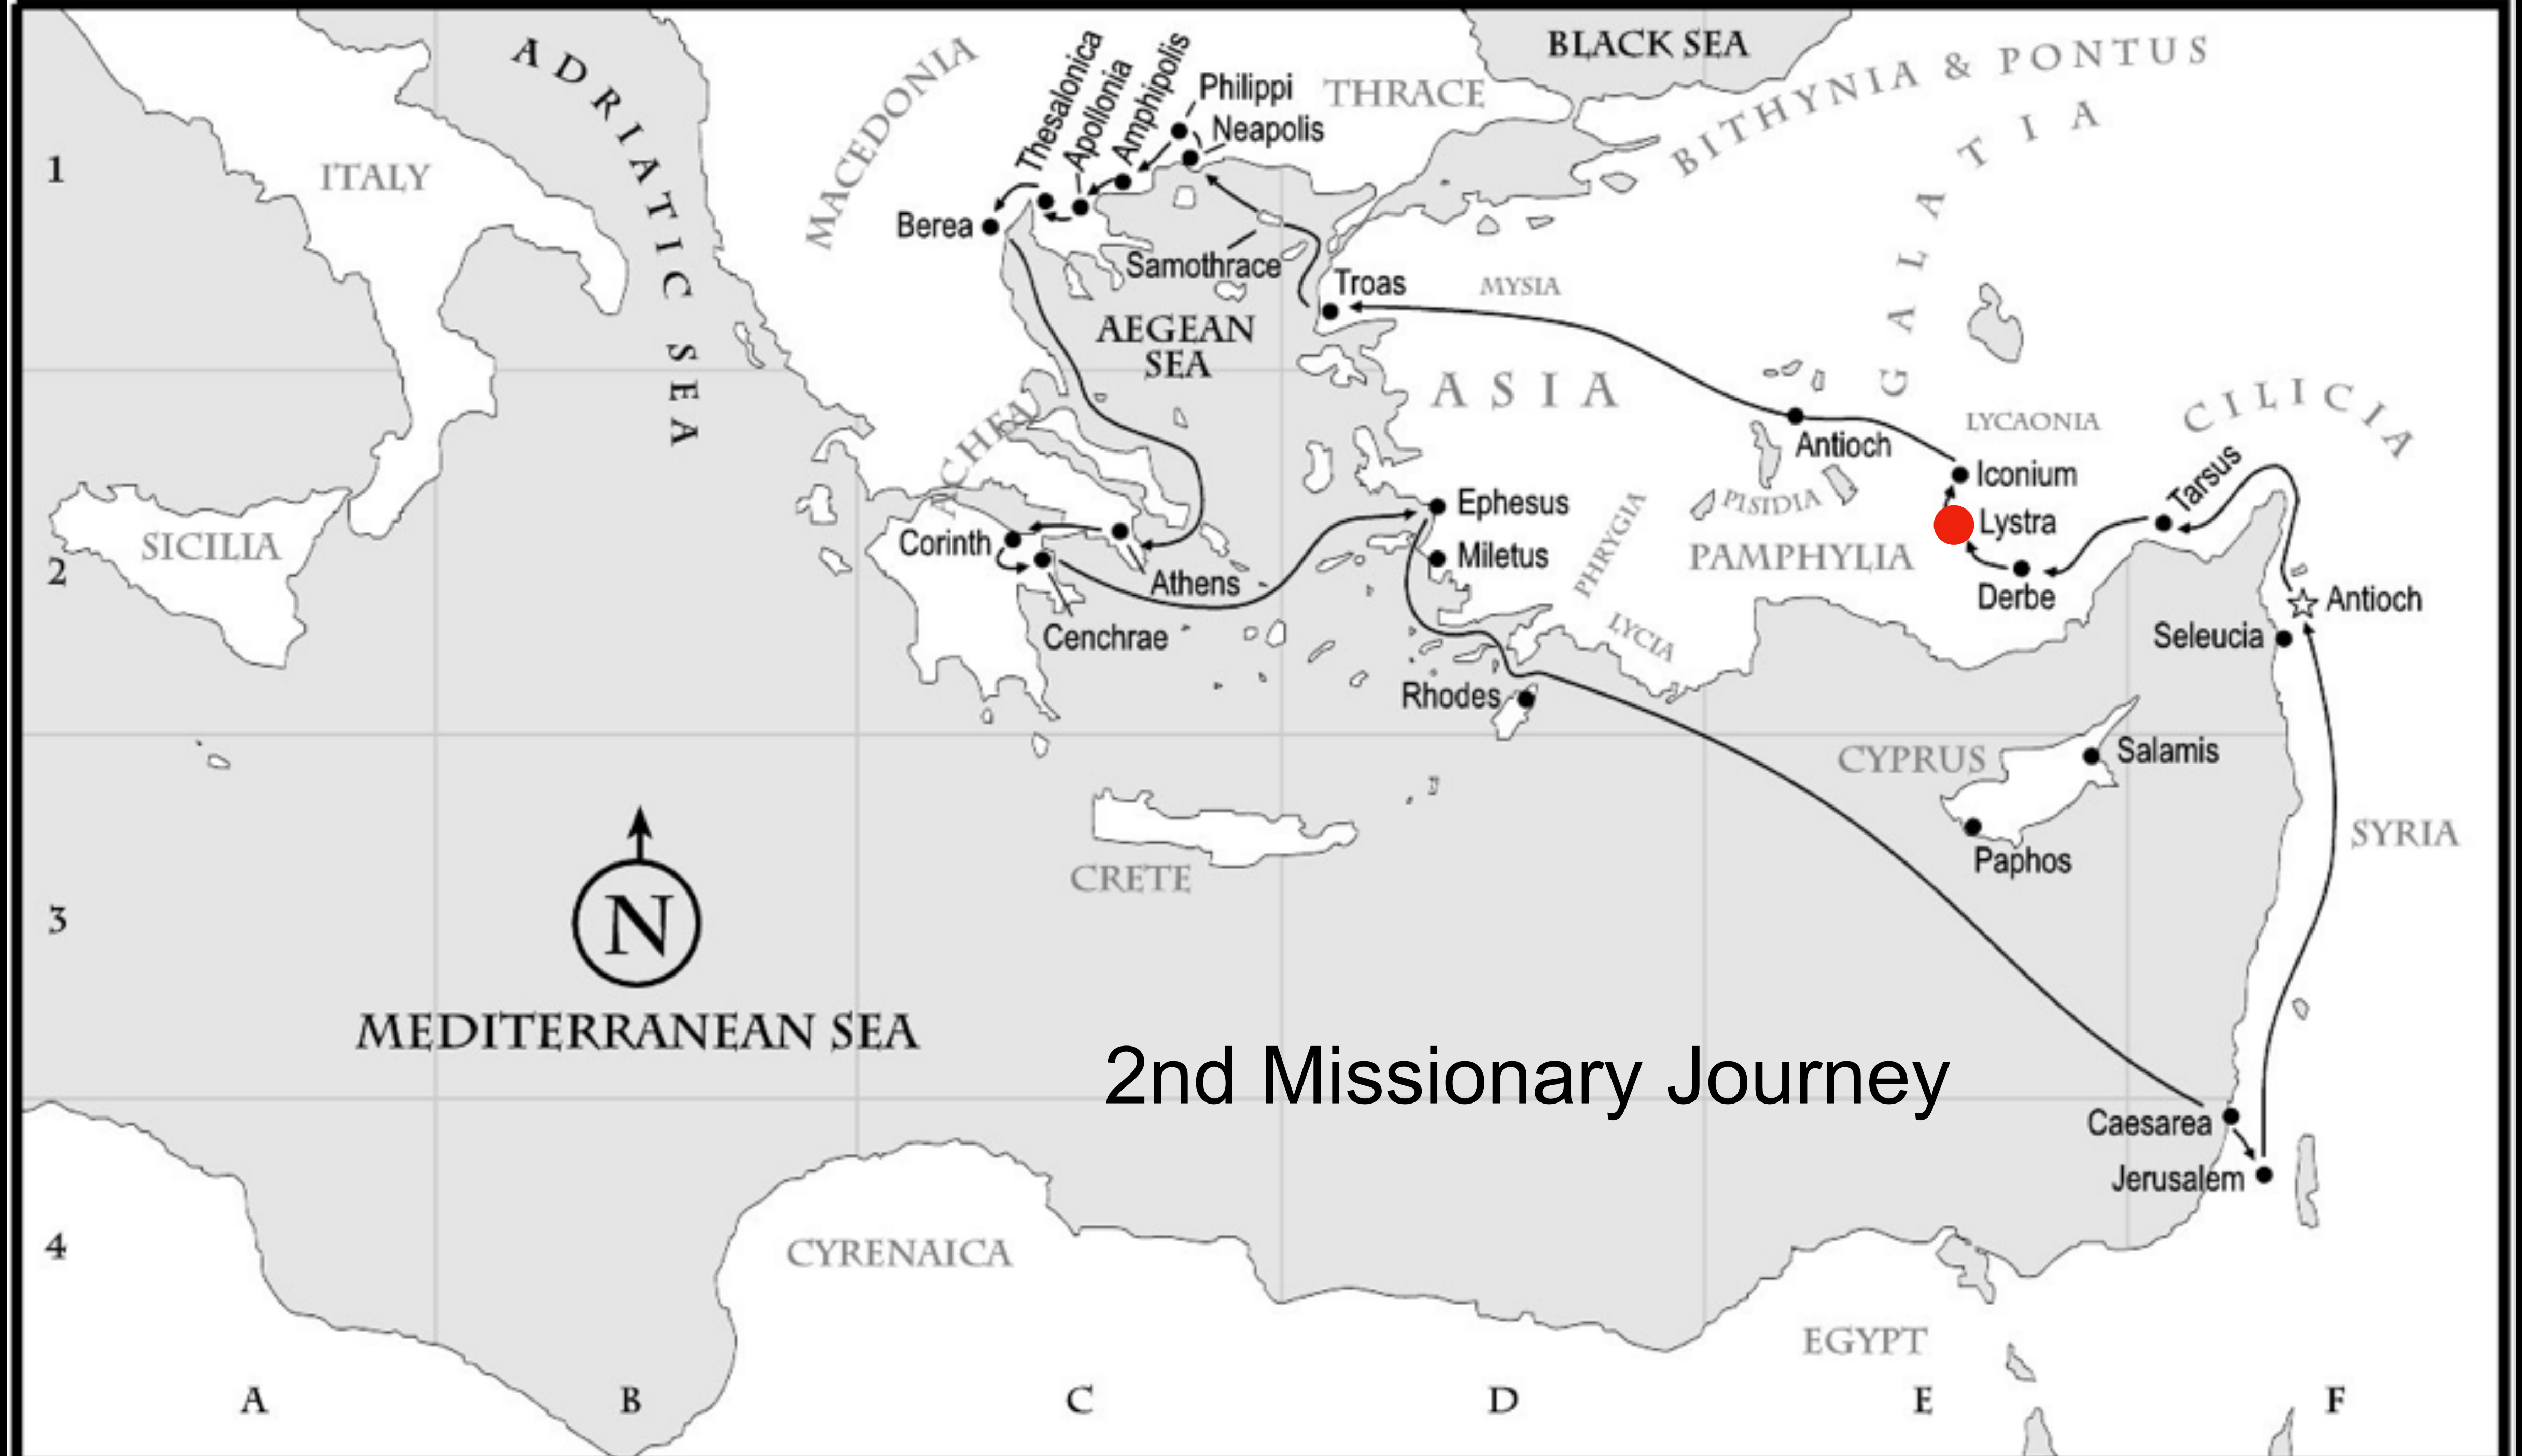 ADRIATIC SEA
BLACK SEA
BITHYNIA & PONTUS
MACEDONIA
Thesalonica
Apollonia
Amphipolis
Philippi
Neapolis
THRACE
GALATIA
1
ITALY
Berea
Samothrace
Troas
MYSIA
AEGEAN
SEA
ASIA
LYCAONIA
CILICIA
Antioch
ACHEA
Iconium
Tarsus
Ephesus
PISIDIA
PHRYGIA
Lystra
SICILIA
Corinth
2
Miletus
PAMPHYLIA
Athens
Derbe
Antioch
Cenchrae
LYCIA
Seleucia
Rhodes
CYPRUS
Salamis
SYRIA
Paphos
CRETE
3
N
MEDITERRANEAN SEA
2nd Missionary Journey
Caesarea
Jerusalem
4
CYRENAICA
EGYPT
A
B
C
D
E
F